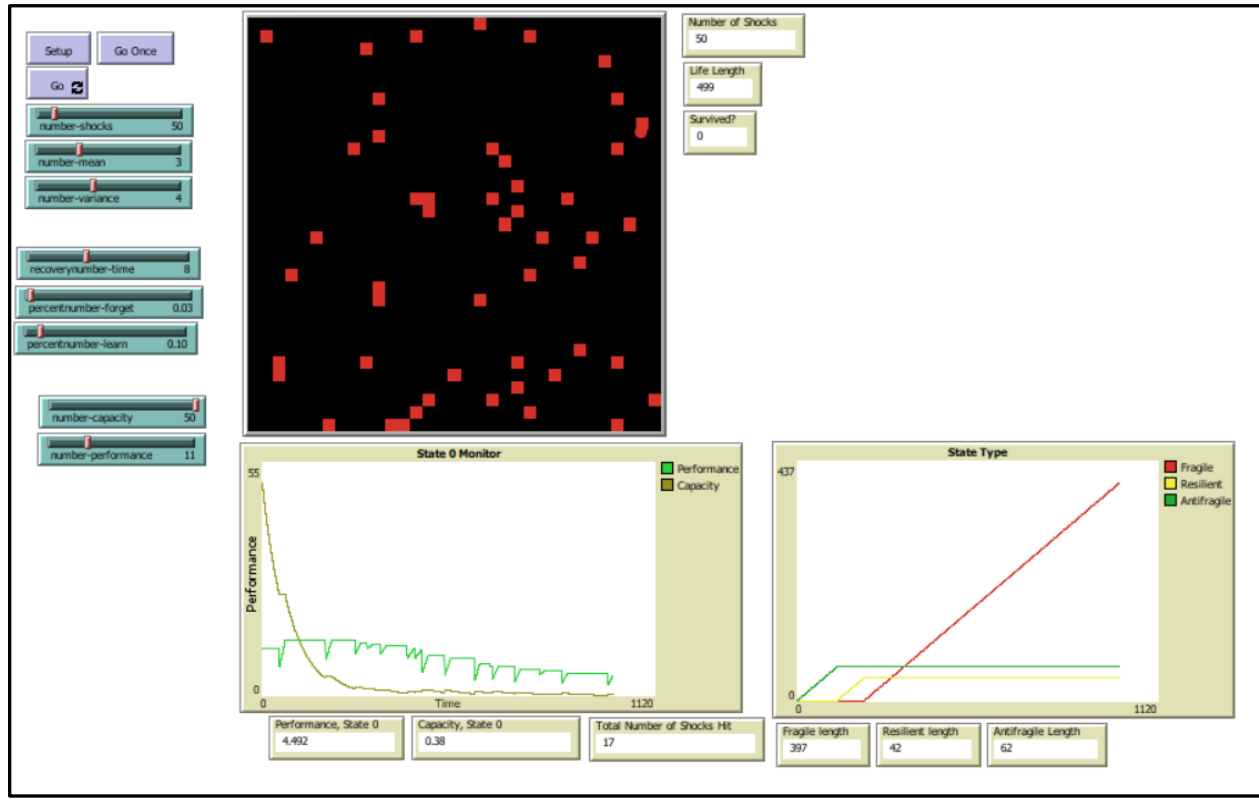 Setup
Go Once
Go
number-shocks 50
number-mean 3
number-variance 4
recoverynumber-time 8
percentnumber-forget 0.03
percentnumber-learn 0.10
number-capacity 50
number-performance 11
Number of Shocks
50
Life Length
499
Survived?
0
State 0 Monitor
55
Performance
0
0
Time
1120
Performance
Capacity
State Type
437
0
0
1120
Fragile
Resilient
Antifragile
Performance, State 0
4.492
Capacity, State 0
0.38
Total Number of Shocks Hit
17
Fragile length
397
Resilient length
42
Antifragile Length
62